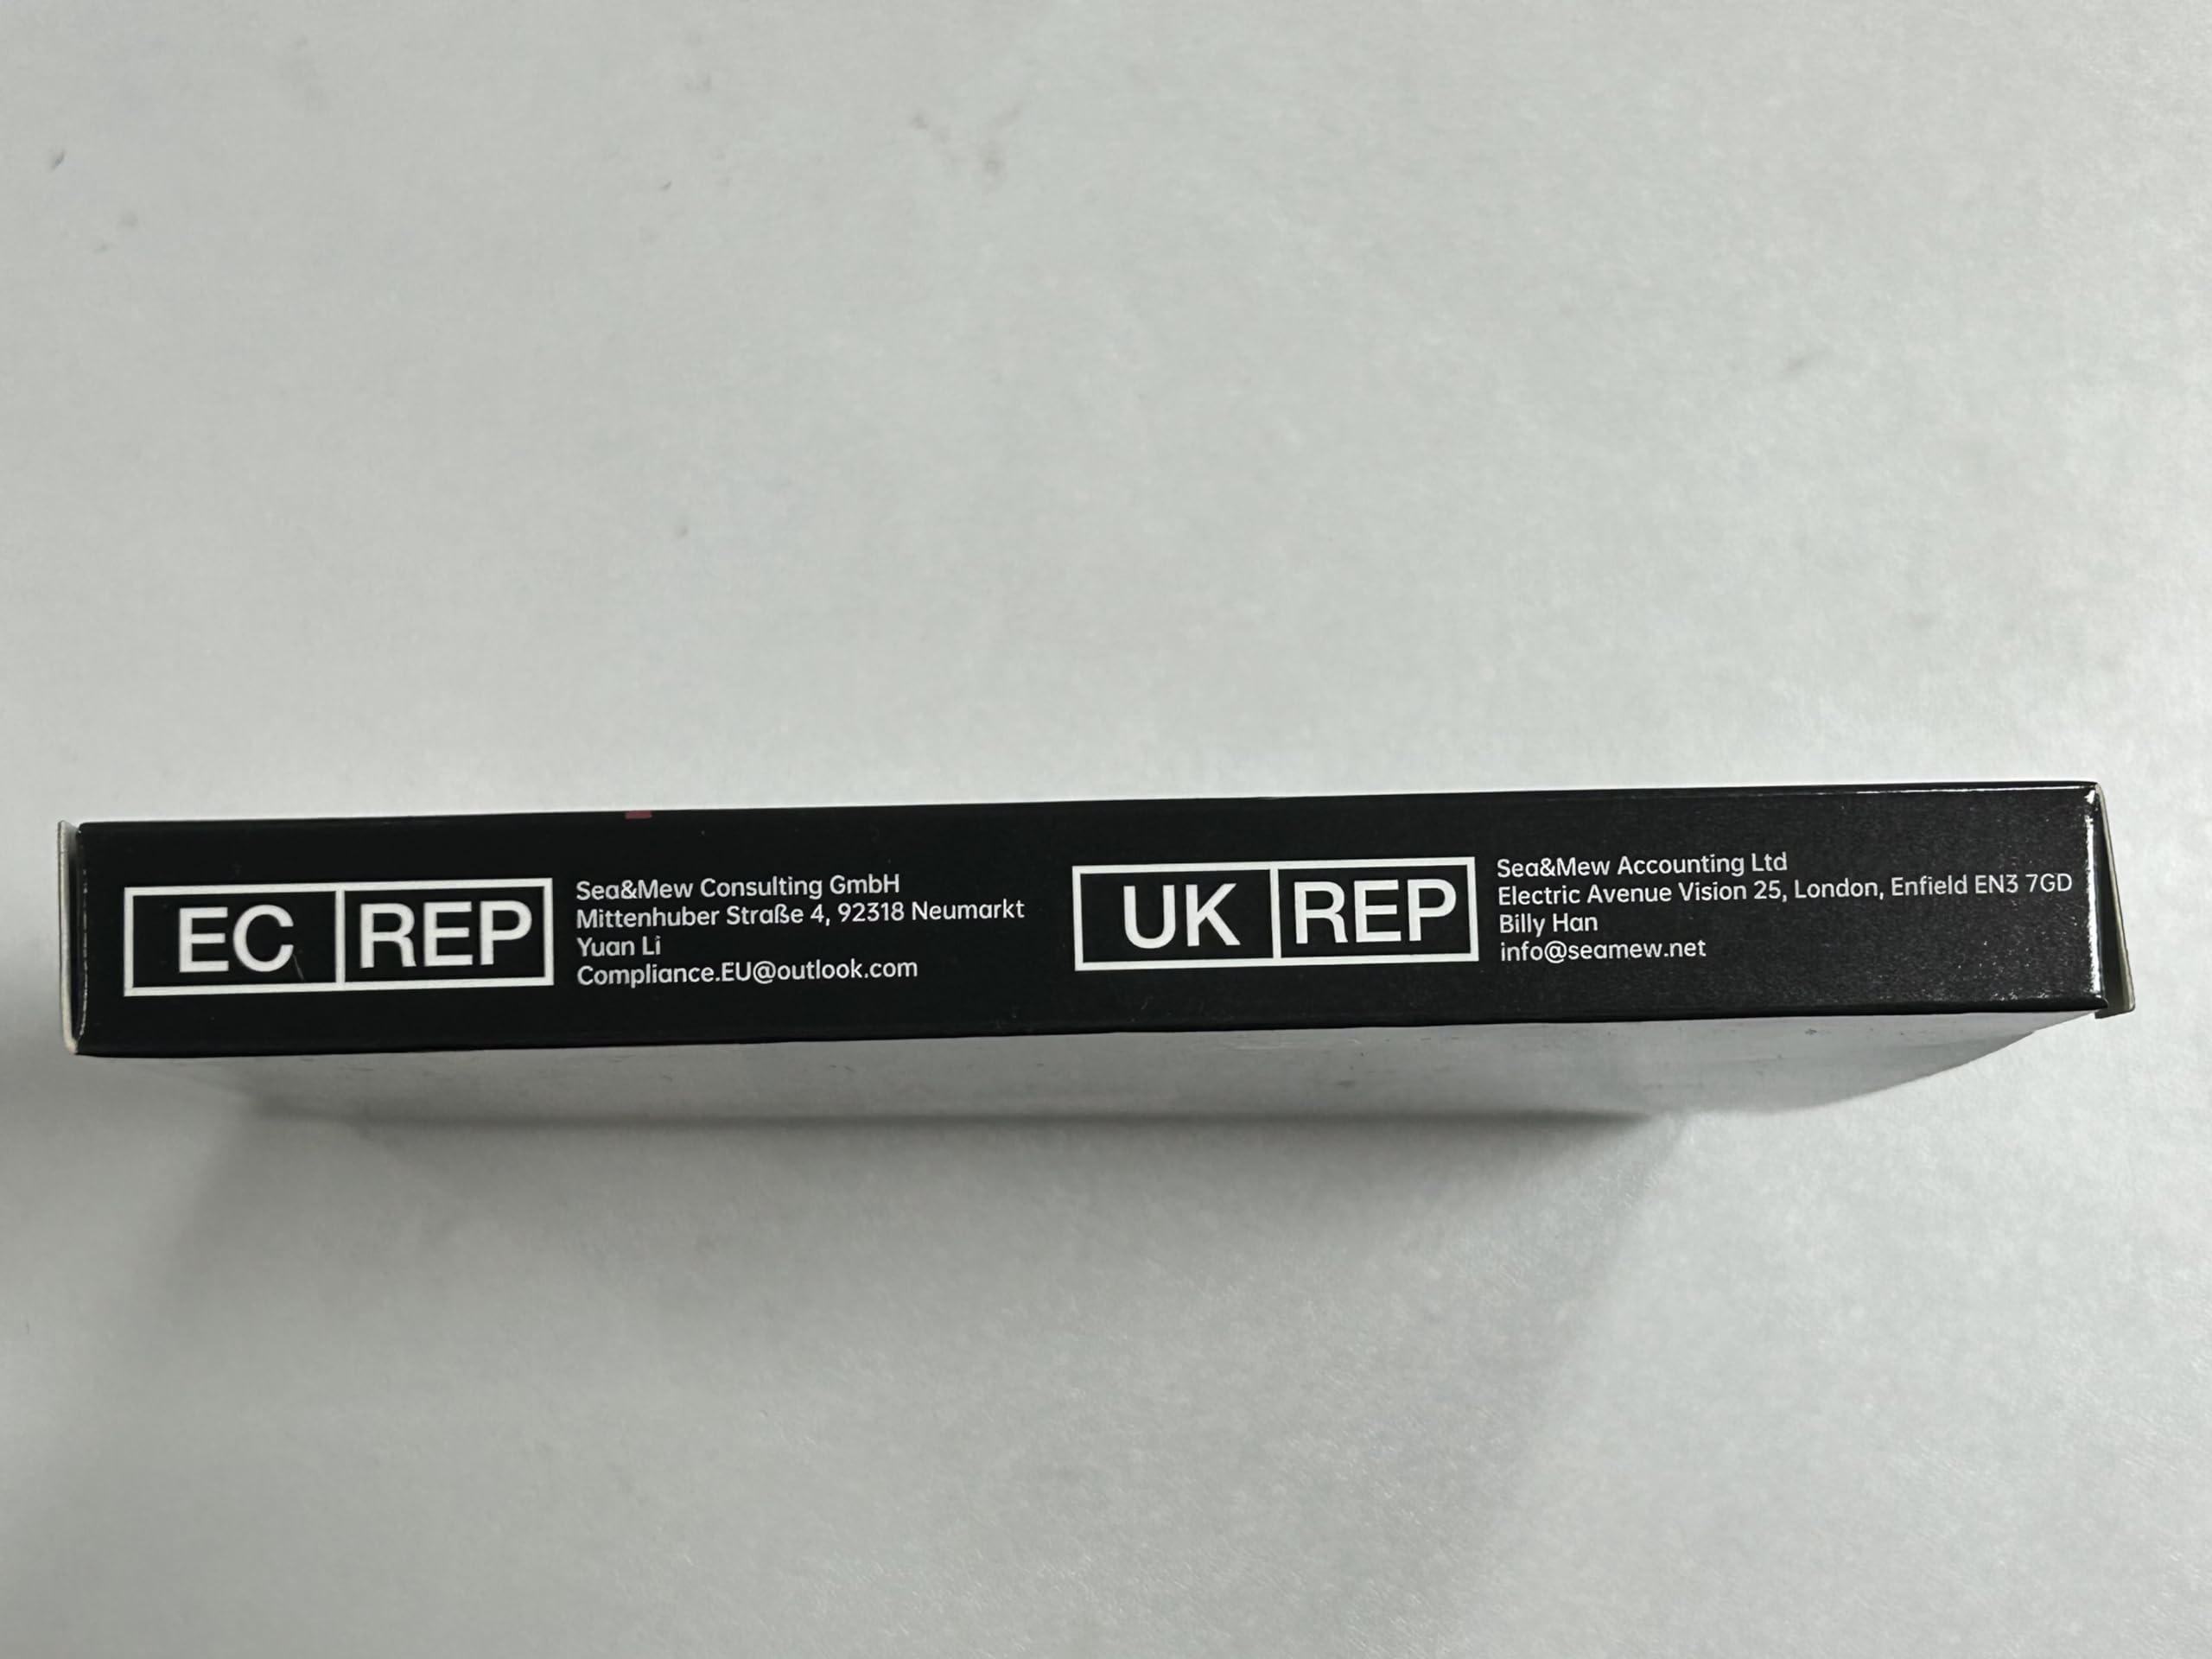 EC REP
Sea&Mew Consulting GmbH
Mittenhuber Straße 4, 92318 Neumarkt
Yuan Li
Compliance.EU@outlook.com
UK REP
Sea&Mew Accounting Ltd
Electric Avenue Vision 25, London, Enfield EN3 7GD
Billy Han
info@seamew.net